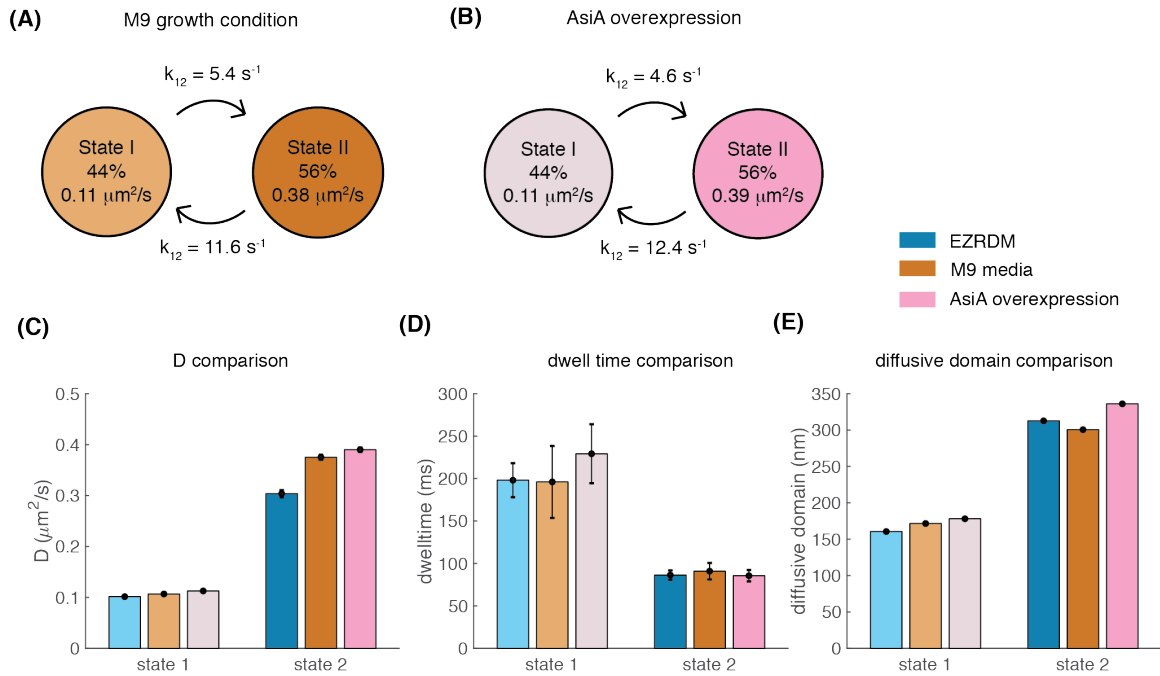 (A)
M9 growth condition
k12 = 5.4 s-1
State I
44%
0.11 μm2/s
State II
56%
0.38 μm2/s
k12 = 11.6 s-1
(B)
AsiA overexpression
k12 = 4.6 s-1
State I
44%
0.11 μm2/s
State II
56%
0.39 μm2/s
k12 = 12.4 s-1
EZRDM
M9 media
AsiA overexpression
(C)
D comparison
D (μm2/s)
0.5
0.4
0.3
0.2
0.1
0
state 1
state 2
(D)
dwell time comparison
dwelltime (ms)
300
250
200
150
100
50
0
state 1
state 2
(E)
diffusive domain comparison
diffusive domain (nm)
350
300
250
200
150
100
50
0
state 1
state 2